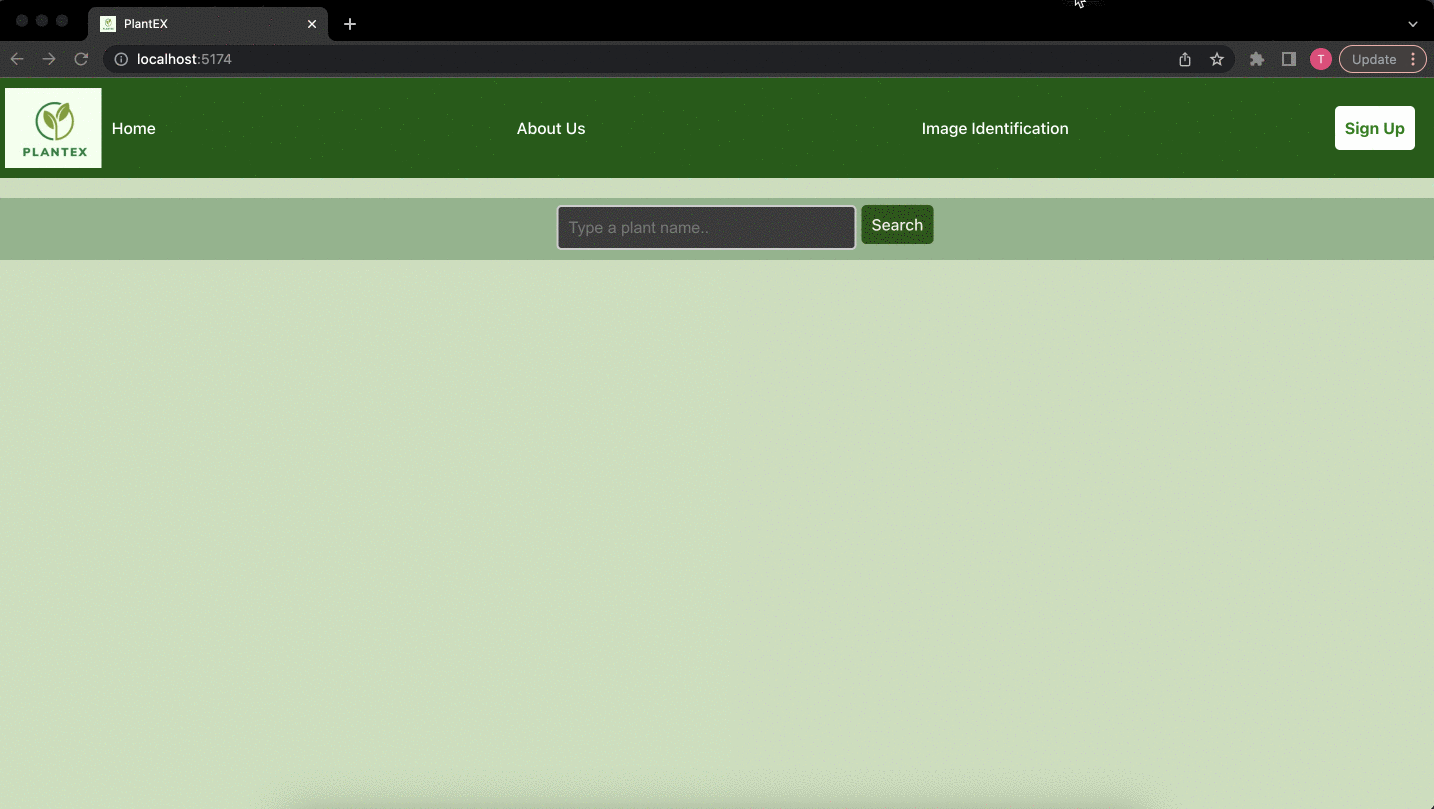 PlantEX
localhost:5174
T
Update
PLANTEX
Home
About Us
Image Identification
Sign Up
Type a plant name..
Search